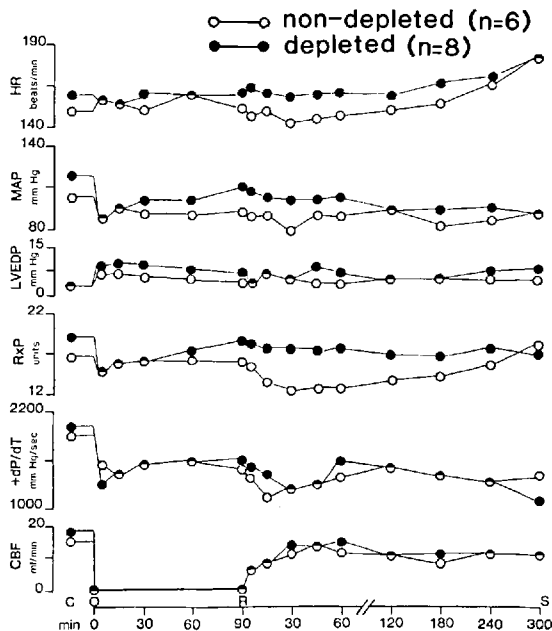 non-depleted (n=6)
depleted (n=8)
190
HR
beats/min
140
140
MAP
mm Hg
80
15
LVEDP
mm Hg
0
22
RxP
units
12
2200
+dP/dT
mm Hg/sec
1000
20
CBF
ml/min
0
C O R S
min 0 30 60 90 30 60 120 180 240 300